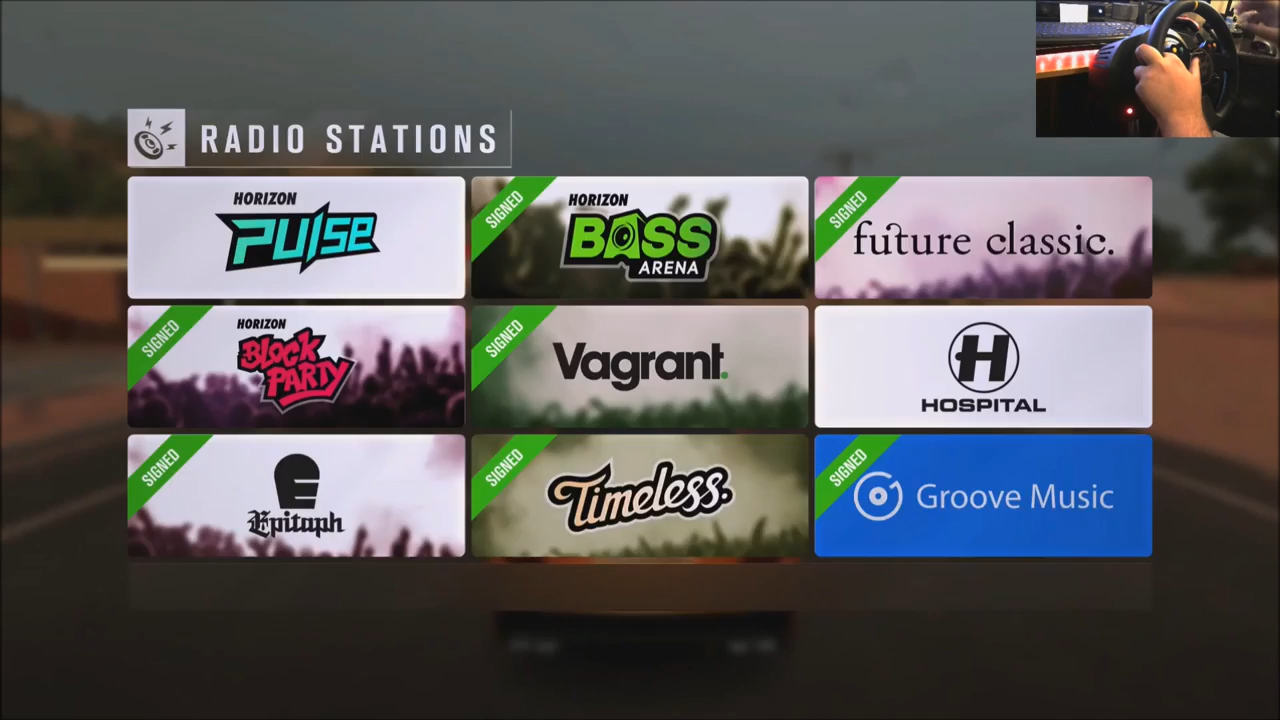 RADIO STATIONS
HORIZON
PULSE
SIGNED
HORIZON
BASS
ARENA
SIGNED
future classic.
SIGNED
HORIZON
BLOCK
PARTY
SIGNED
Vagrant.
H
HOSPITAL
SIGNED
E
Epitaph
SIGNED
Timeless.
SIGNED
Groove Music